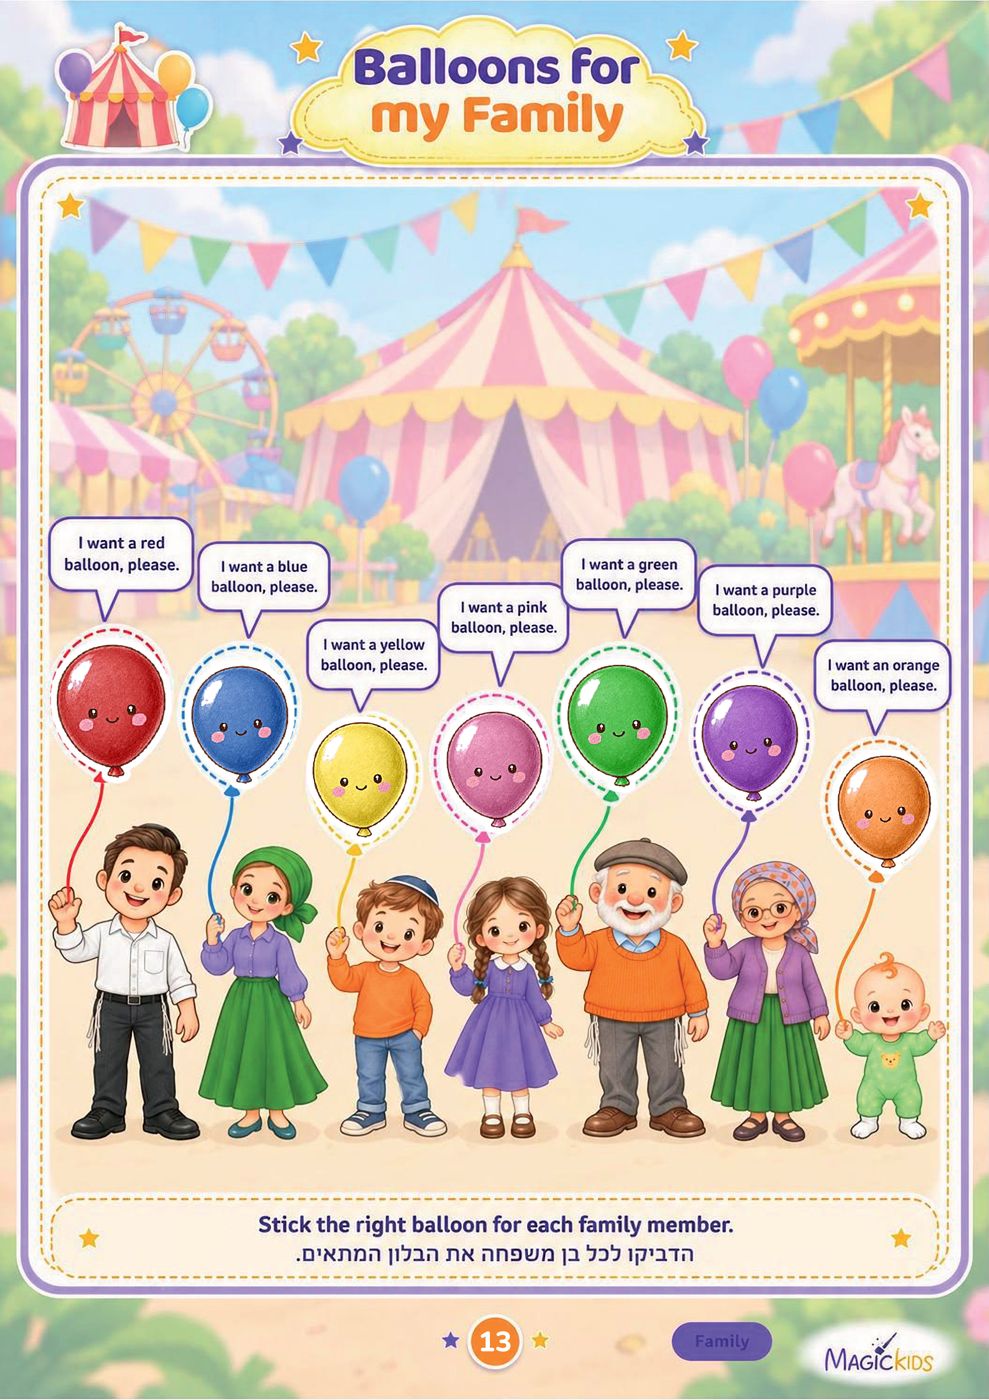 Balloons for
my Family
I want a red
balloon, please.
I want a blue
balloon, please.
I want a yellow
balloon, please.
I want a pink
balloon, please.
I want a green
balloon, please.
I want a purple
balloon, please.
I want an orange
balloon, please.
Stick the right balloon for each family member.
הדביקו לכל בן משפחה את הבלון המתאים.
13
Family
MAGICKIDS